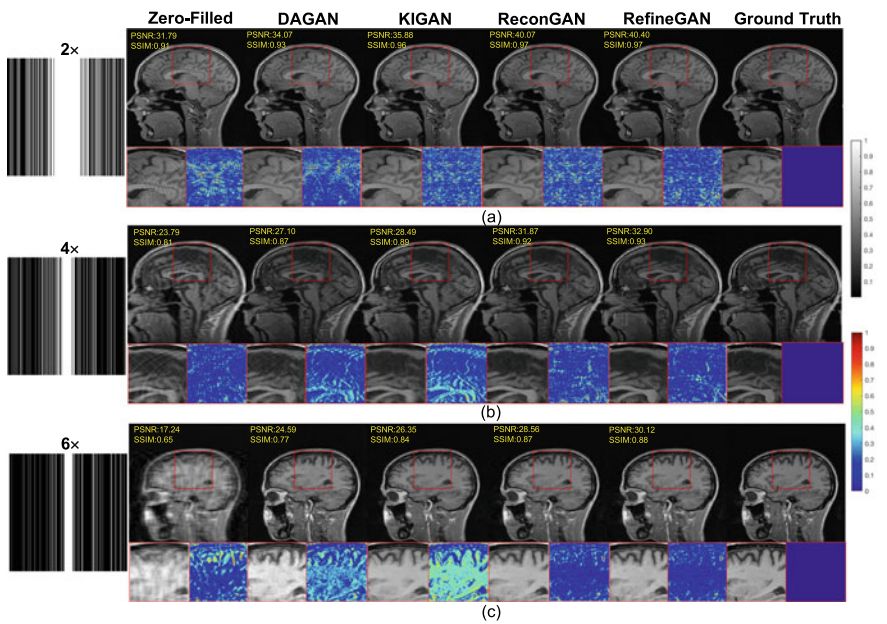 Zero-Filled DAGAN KIGAN ReconGAN RefineGAN Ground Truth
2×
PSNR:31.79 PSNR:34.07 PSNR:35.88 PSNR:40.07 PSNR:40.40
SSIM:0.91 SSIM:0.93 SSIM:0.96 SSIM:0.97 SSIM:0.97
(a)
4×
PSNR:23.79 PSNR:27.10 PSNR:28.49 PSNR:31.87 PSNR:32.90
SSIM:0.81 SSIM:0.87 SSIM:0.89 SSIM:0.92 SSIM:0.93
(b)
6×
PSNR:17.24 PSNR:24.59 PSNR:26.35 PSNR:28.56 PSNR:30.12
SSIM:0.65 SSIM:0.77 SSIM:0.84 SSIM:0.87 SSIM:0.88
(c)
1
0.9
0.8
0.7
0.6
0.5
0.4
0.3
0.2
0.1
1
0.9
0.8
0.7
0.6
0.5
0.4
0.3
0.2
0.1
0